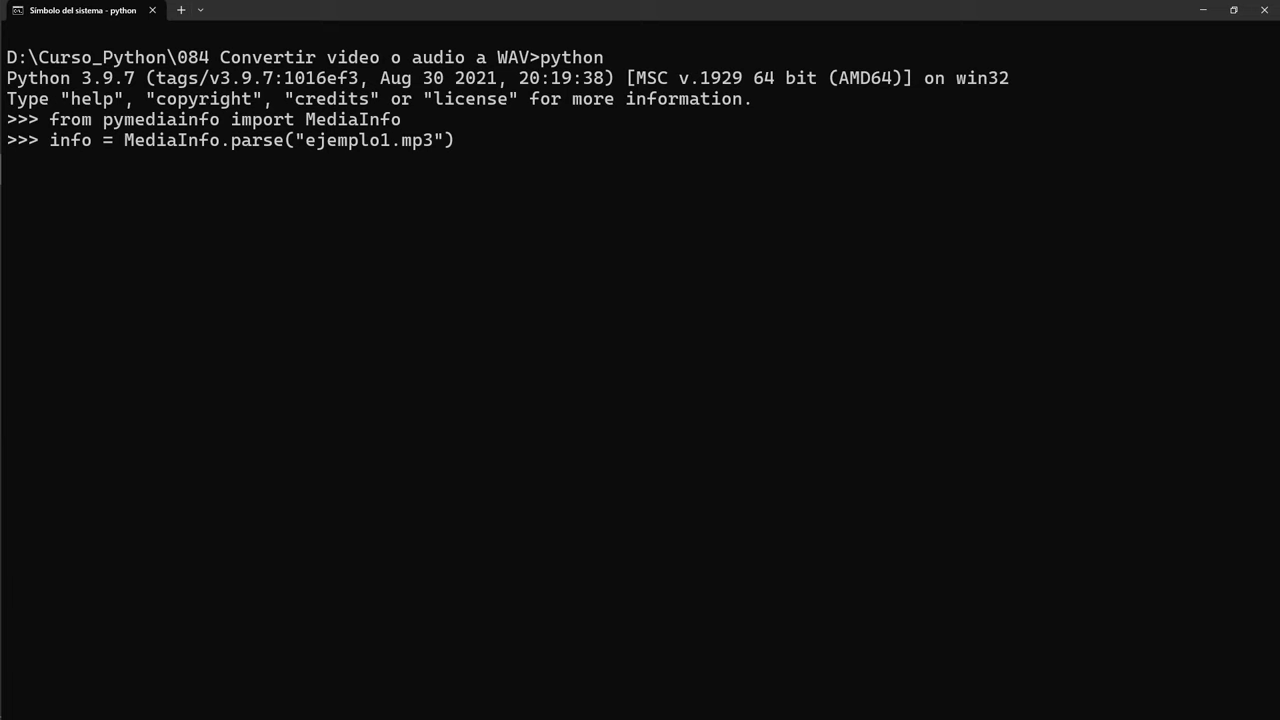 Símbolo del sistema - python
D:\Curso_Python\084 Convertir video o audio a WAV>python
Python 3.9.7 (tags/v3.9.7:1016ef3, Aug 30 2021, 20:19:38) [MSC v.1929 64 bit (AMD64)] on win32
Type "help", "copyright", "credits" or "license" for more information.
>>> from pymediainfo import MediaInfo
>>> info = MediaInfo.parse("ejemplo1.mp3")